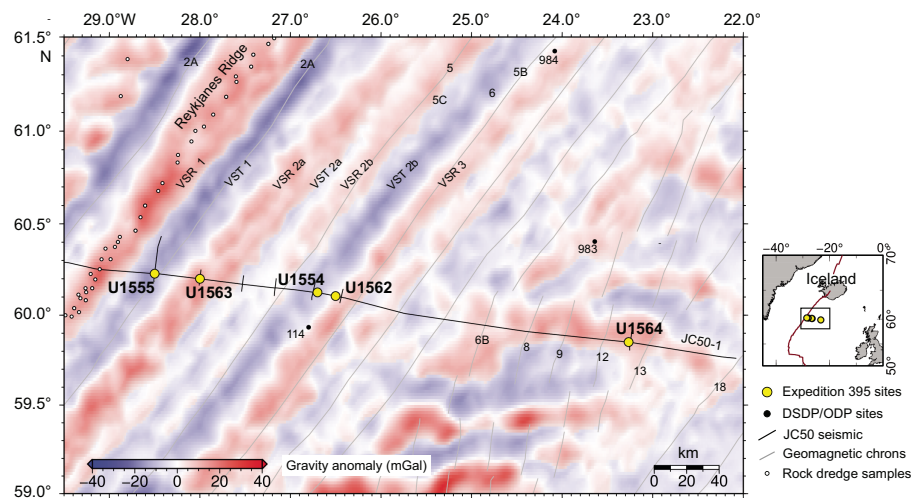 29.0°W 28.0° 27.0° 26.0° 25.0° 24.0° 23.0° 22.0°
61.5°
N
61.0°
60.5°
60.0°
59.5°
59.0°
2A
Reykjanes Ridge
2A
5
5C
5B
6
984
VSR 1
VST 1
VSR 2a
VST 2a
VSR 2b
VST 2b
VSR 3
983
U1555
U1563
U1554
U1562
U1564
JC50-1
114
6B
8
9
12
13
18
−40 −20 0 20 40
Gravity anomaly (mGal)
km
0 20 40
−40° −20° 0°
70°
60°
50°
Iceland
Expedition 395 sites
DSDP/ODP sites
JC50 seismic
Geomagnetic chrons
Rock dredge samples